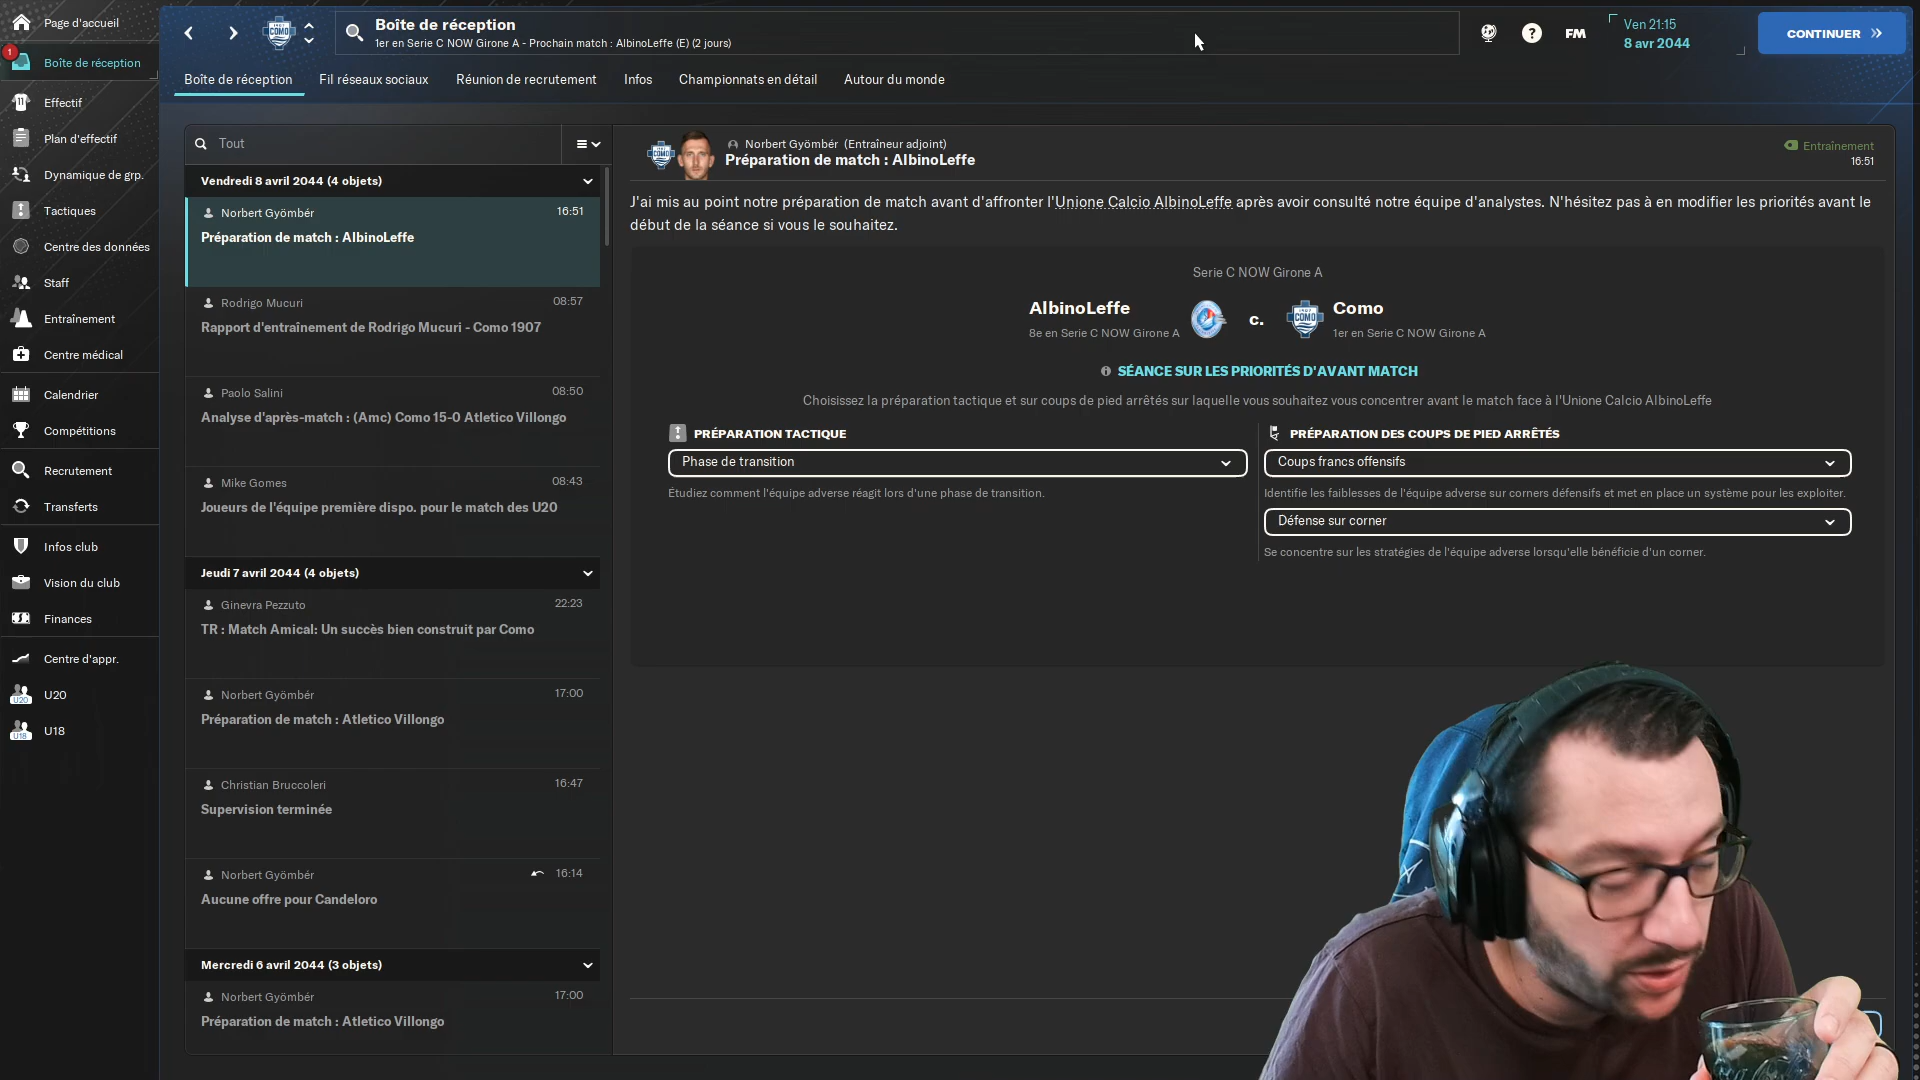 Page d'accueil
1
Boîte de réception
Effectif
Plan d'effectif
Dynamique de grp.
Tactiques
Centre des données
Staff
Entraînement
Centre médical
Calendrier
Compétitions
Recrutement
Transferts
Infos club
Vision du club
Finances
Centre d'appr.
U20
U20
U18
U18
Boîte de réception
1er en Serie C NOW Girone A - Prochain match : AlbinoLeffe (E) (2 jours)
FM
Ven 21:15
8 avr 2044
CONTINUER
Boîte de réception
Fil réseaux sociaux
Réunion de recrutement
Infos
Championnats en détail
Autour du monde
Tout
Vendredi 8 avril 2044 (4 objets)
Norbert Gyömbér 16:51
Préparation de match : AlbinoLeffe
Rodrigo Mucuri 08:57
Rapport d'entraînement de Rodrigo Mucuri - Como 1907
Paolo Salini 08:50
Analyse d'après-match : (Amc) Como 15-0 Atletico Villongo
Mike Gomes 08:43
Joueurs de l'équipe première dispo. pour le match des U20
Jeudi 7 avril 2044 (4 objets)
Ginevra Pezzuto 22:23
TR : Match Amical: Un succès bien construit par Como
Norbert Gyömbér 17:00
Préparation de match : Atletico Villongo
Christian Bruccoleri 16:47
Supervision terminée
Norbert Gyömbér 16:14
Aucune offre pour Candeloro
Mercredi 6 avril 2044 (3 objets)
Norbert Gyömbér 17:00
Préparation de match : Atletico Villongo
Norbert Gyömbér (Entraîneur adjoint)
Préparation de match : AlbinoLeffe
Entraînement
16:51
J'ai mis au point notre préparation de match avant d'affronter l'Unione Calcio AlbinoLeffe après avoir consulté notre équipe d'analystes. N'hésitez pas à en modifier les priorités avant le
début de la séance si vous le souhaitez.
Serie C NOW Girone A
AlbinoLeffe
8e en Serie C NOW Girone A
c.
Como
1er en Serie C NOW Girone A
SÉANCE SUR LES PRIORITÉS D'AVANT MATCH
Choisissez la préparation tactique et sur coups de pied arrêtés sur laquelle vous souhaitez vous concentrer avant le match face à l'Unione Calcio AlbinoLeffe
PRÉPARATION TACTIQUE
Phase de transition
Étudiez comment l'équipe adverse réagit lors d'une phase de transition.
PRÉPARATION DES COUPS DE PIED ARRÊTÉS
Coups francs offensifs
Identifie les faiblesses de l'équipe adverse sur corners défensifs et met en place un système pour les exploiter.
Défense sur corner
Se concentre sur les stratégies de l'équipe adverse lorsqu'elle bénéficie d'un corner.